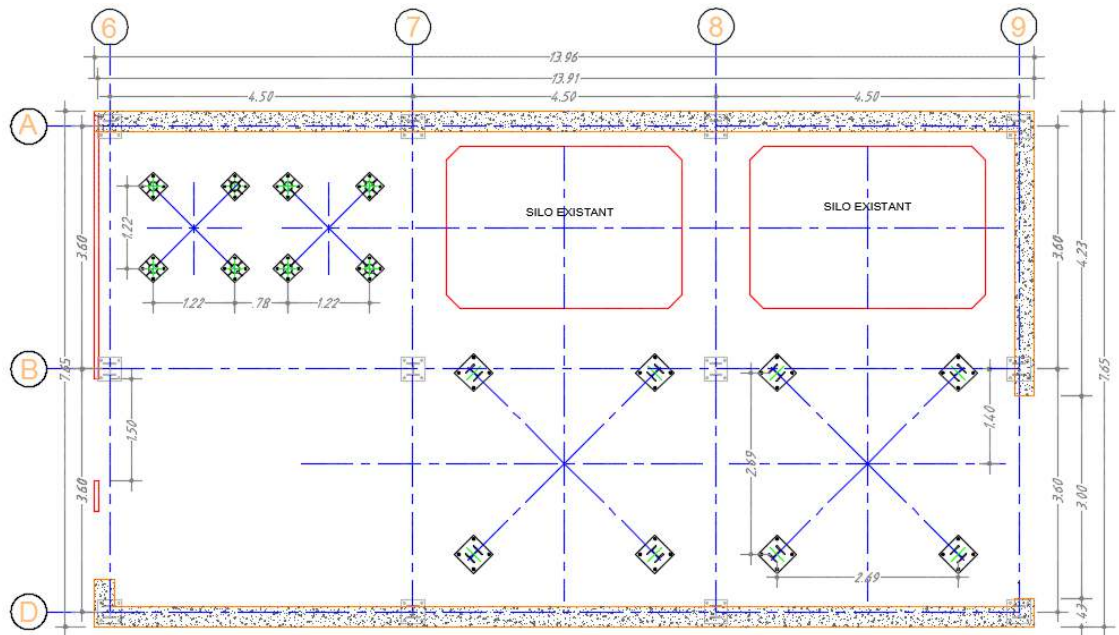 6 7 8 9
13.96
13.91
4.50 4.50 4.50
A
SILO EXISTANT SILO EXISTANT
1.22
3.60
3.60
4.23
1.22 .78 1.22
B
7.65
7.65
1.50
1.40
2.69
3.60
3.60
3.00
2.69
D
.43